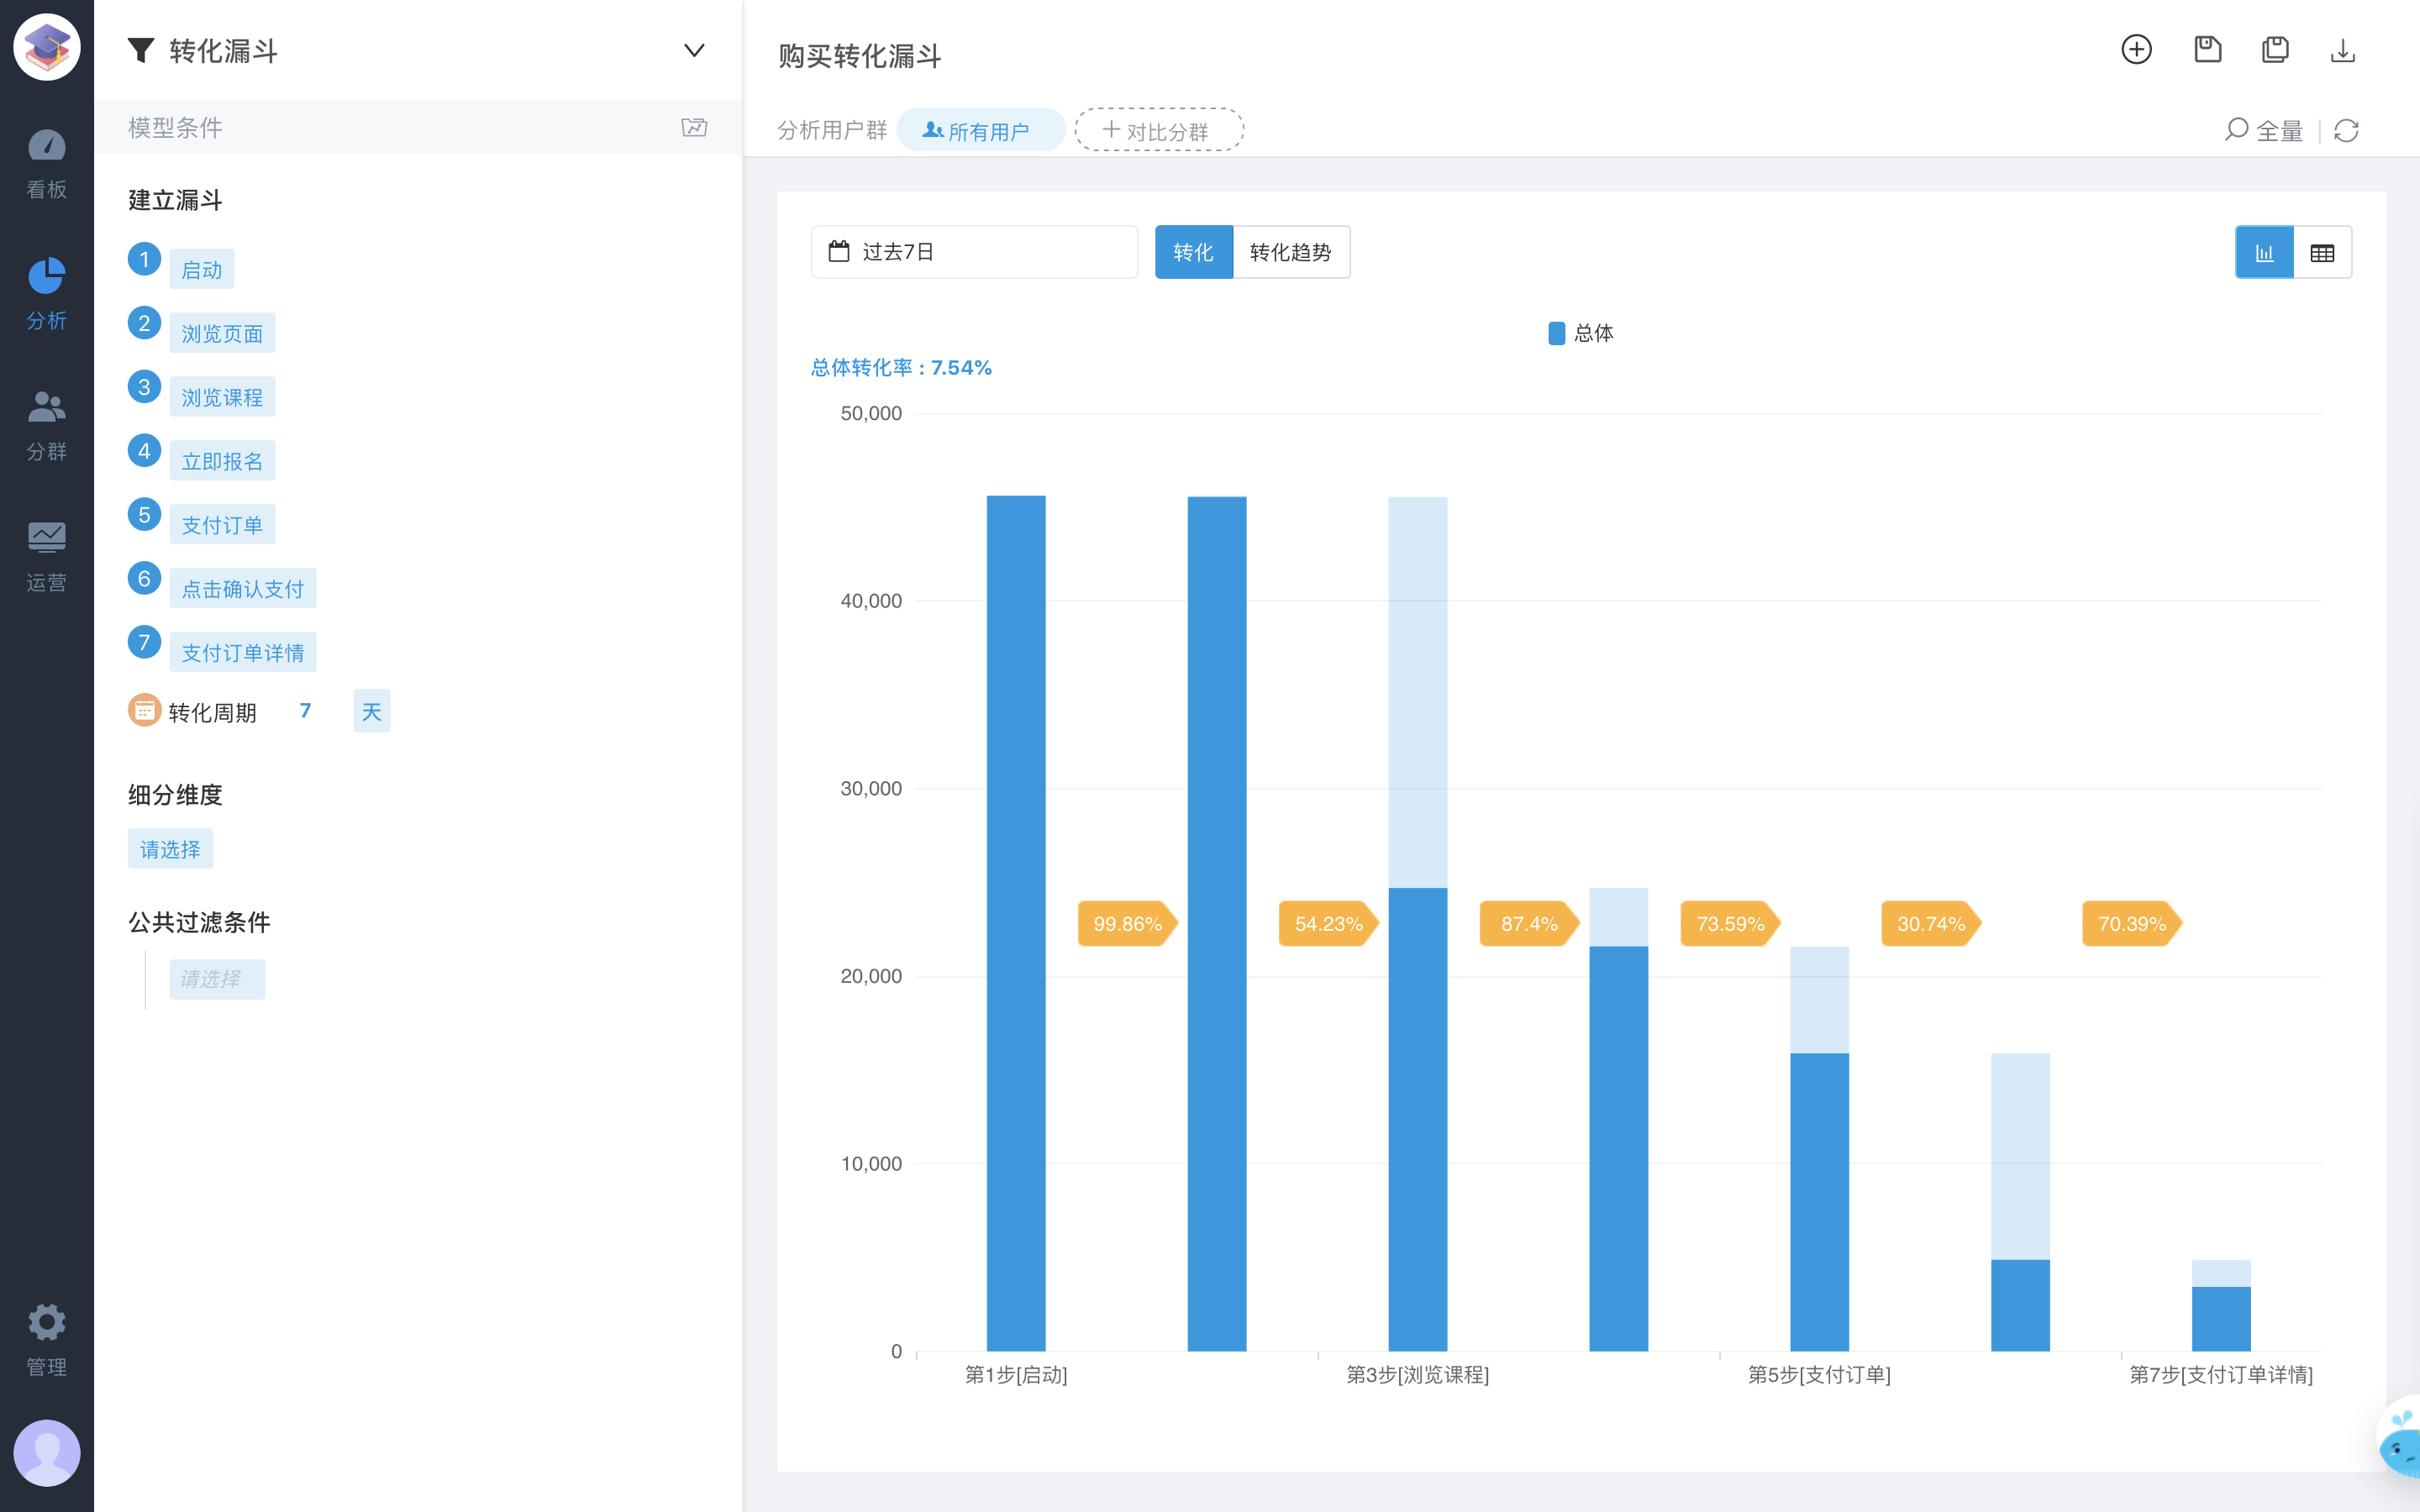 看板
分析
分群
运营
管理
转化漏斗
模型条件
建立漏斗
1 启动
2 浏览页面
3 浏览课程
4 立即报名
5 支付订单
6 点击确认支付
7 支付订单详情
转化周期 7 天
细分维度
请选择
公共过滤条件
请选择
购买转化漏斗
分析用户群 所有用户 + 对比分群 全量
过去7日 转化 转化趋势
总体
总体转化率 : 7.54%
50,000
40,000
30,000
99.86% 54.23% 87.4% 73.59% 30.74% 70.39%
20,000
10,000
0
第1步[启动] 第3步[浏览课程] 第5步[支付订单] 第7步[支付订单详情]